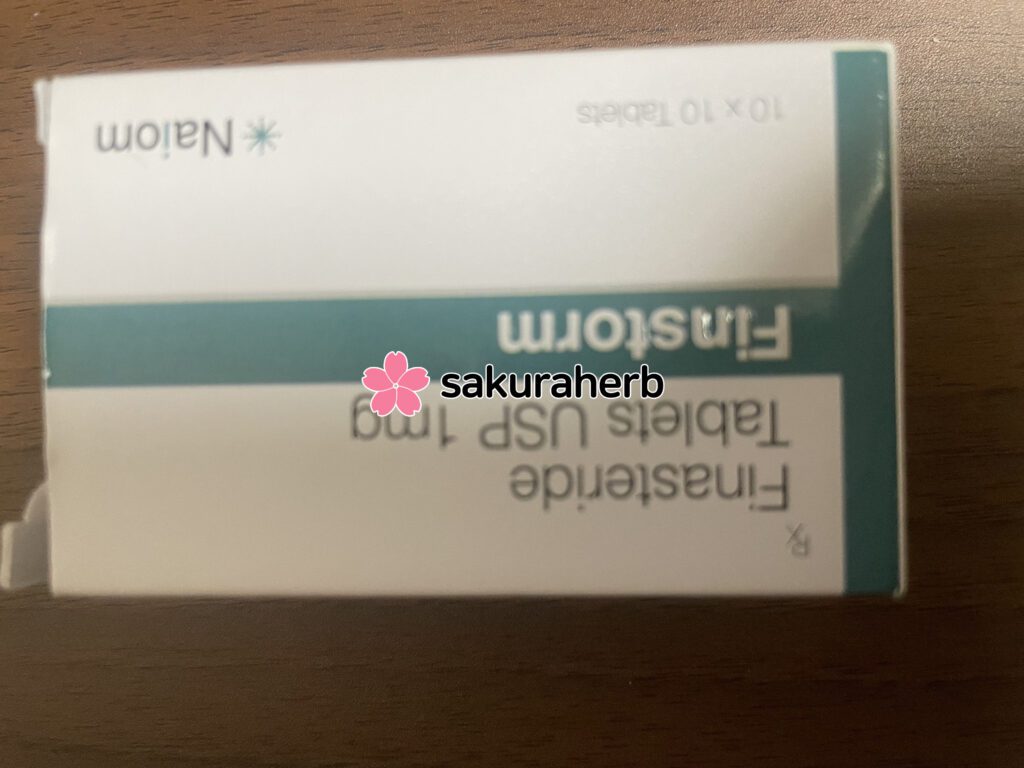 Rx
Finasteride
Tablets USP 1mg
Finstorm
10 x 10 Tablets
Naiom
sakuraherb